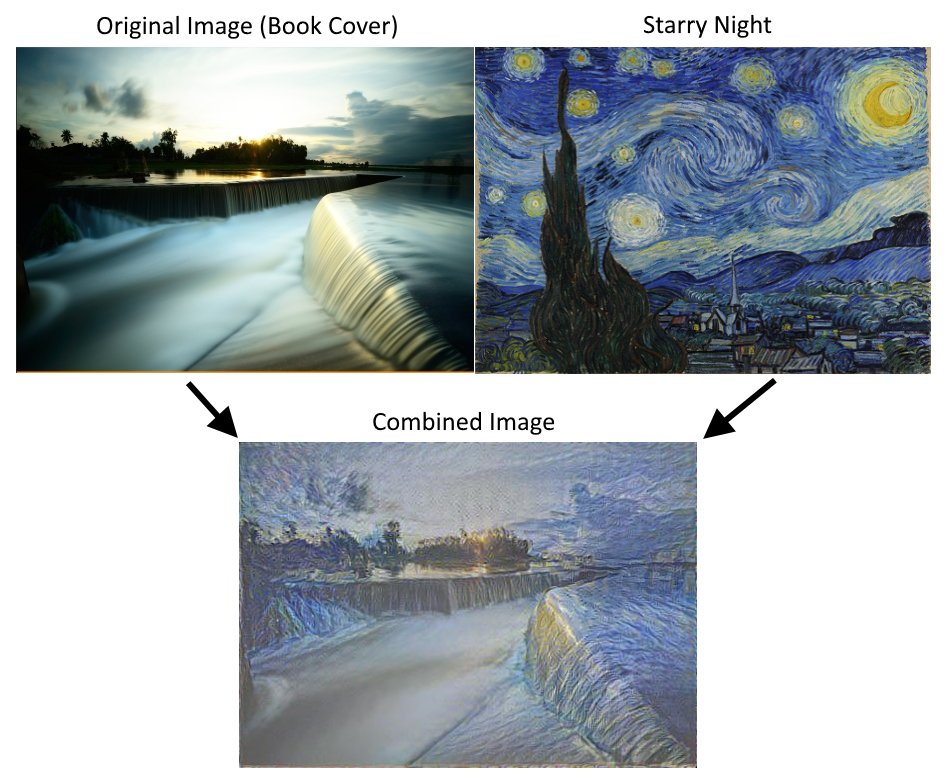 Original Image (Book Cover)
Starry Night
Combined Image